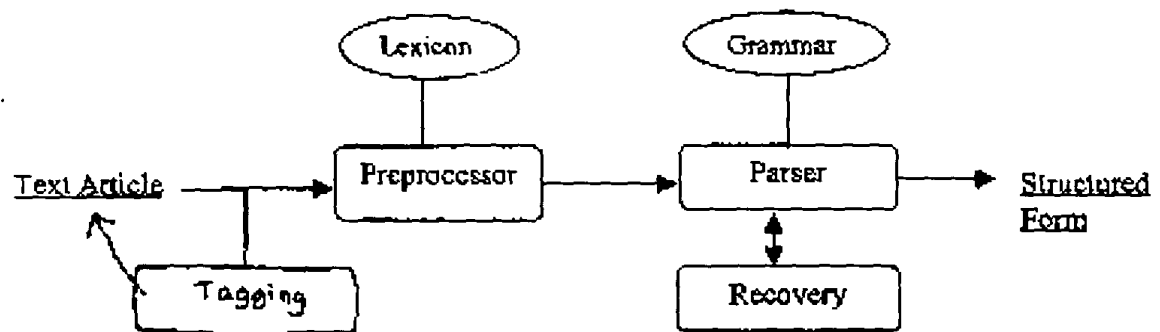 Lexicon
Grammar
Text Article
Preprocessor
Parser
Structured
Form
Tagging
Recovery